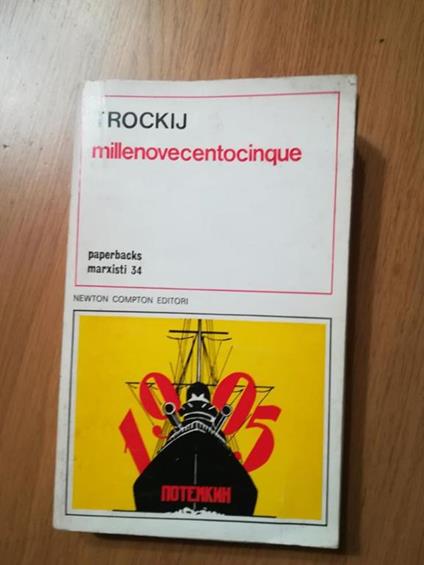 TROCKIJ
millenovecentocinque
paperbacks
marxisti 34
NEWTON COMPTON EDITORI
1905
ПОТЕМКИН